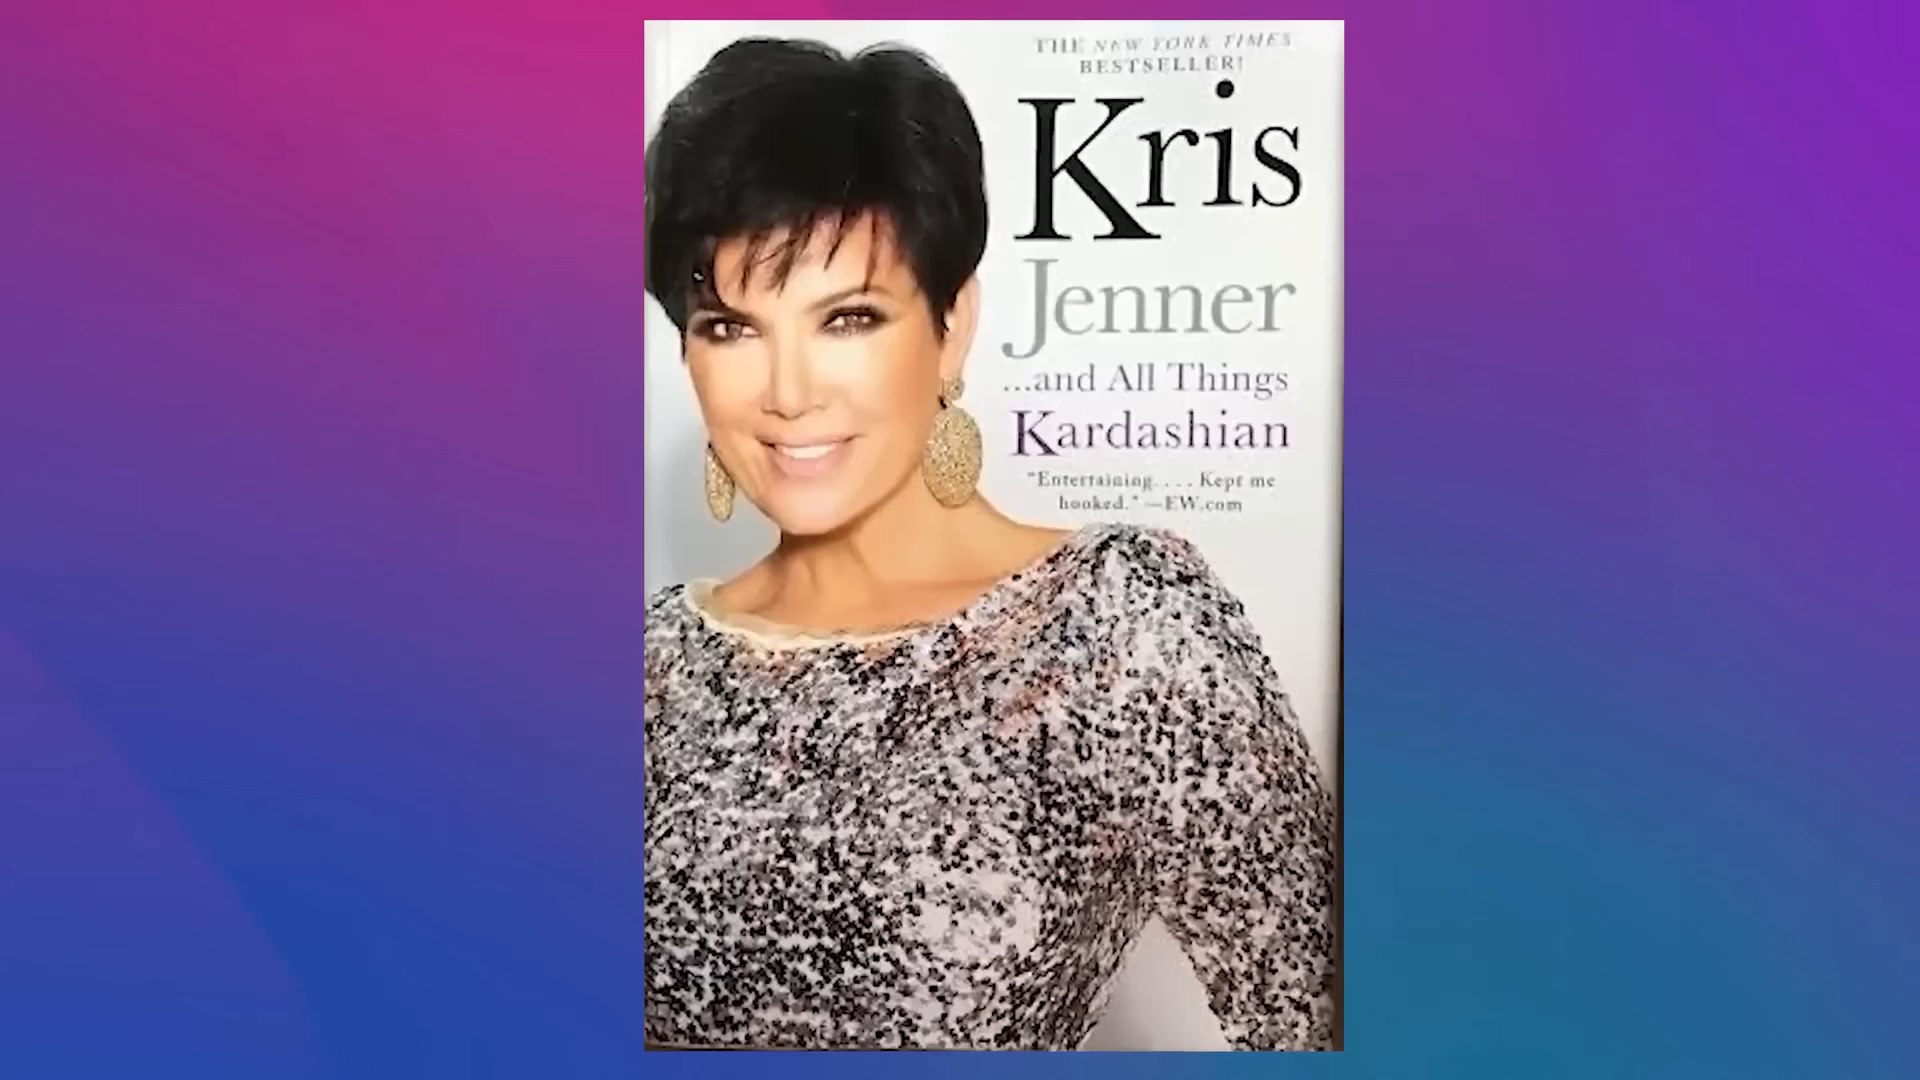 THE NEW YORK TIMES
BESTSELLER!
Kris
Jenner
...and All Things
Kardashian
"Entertaining. . . . Kept me
hooked." —EW.com